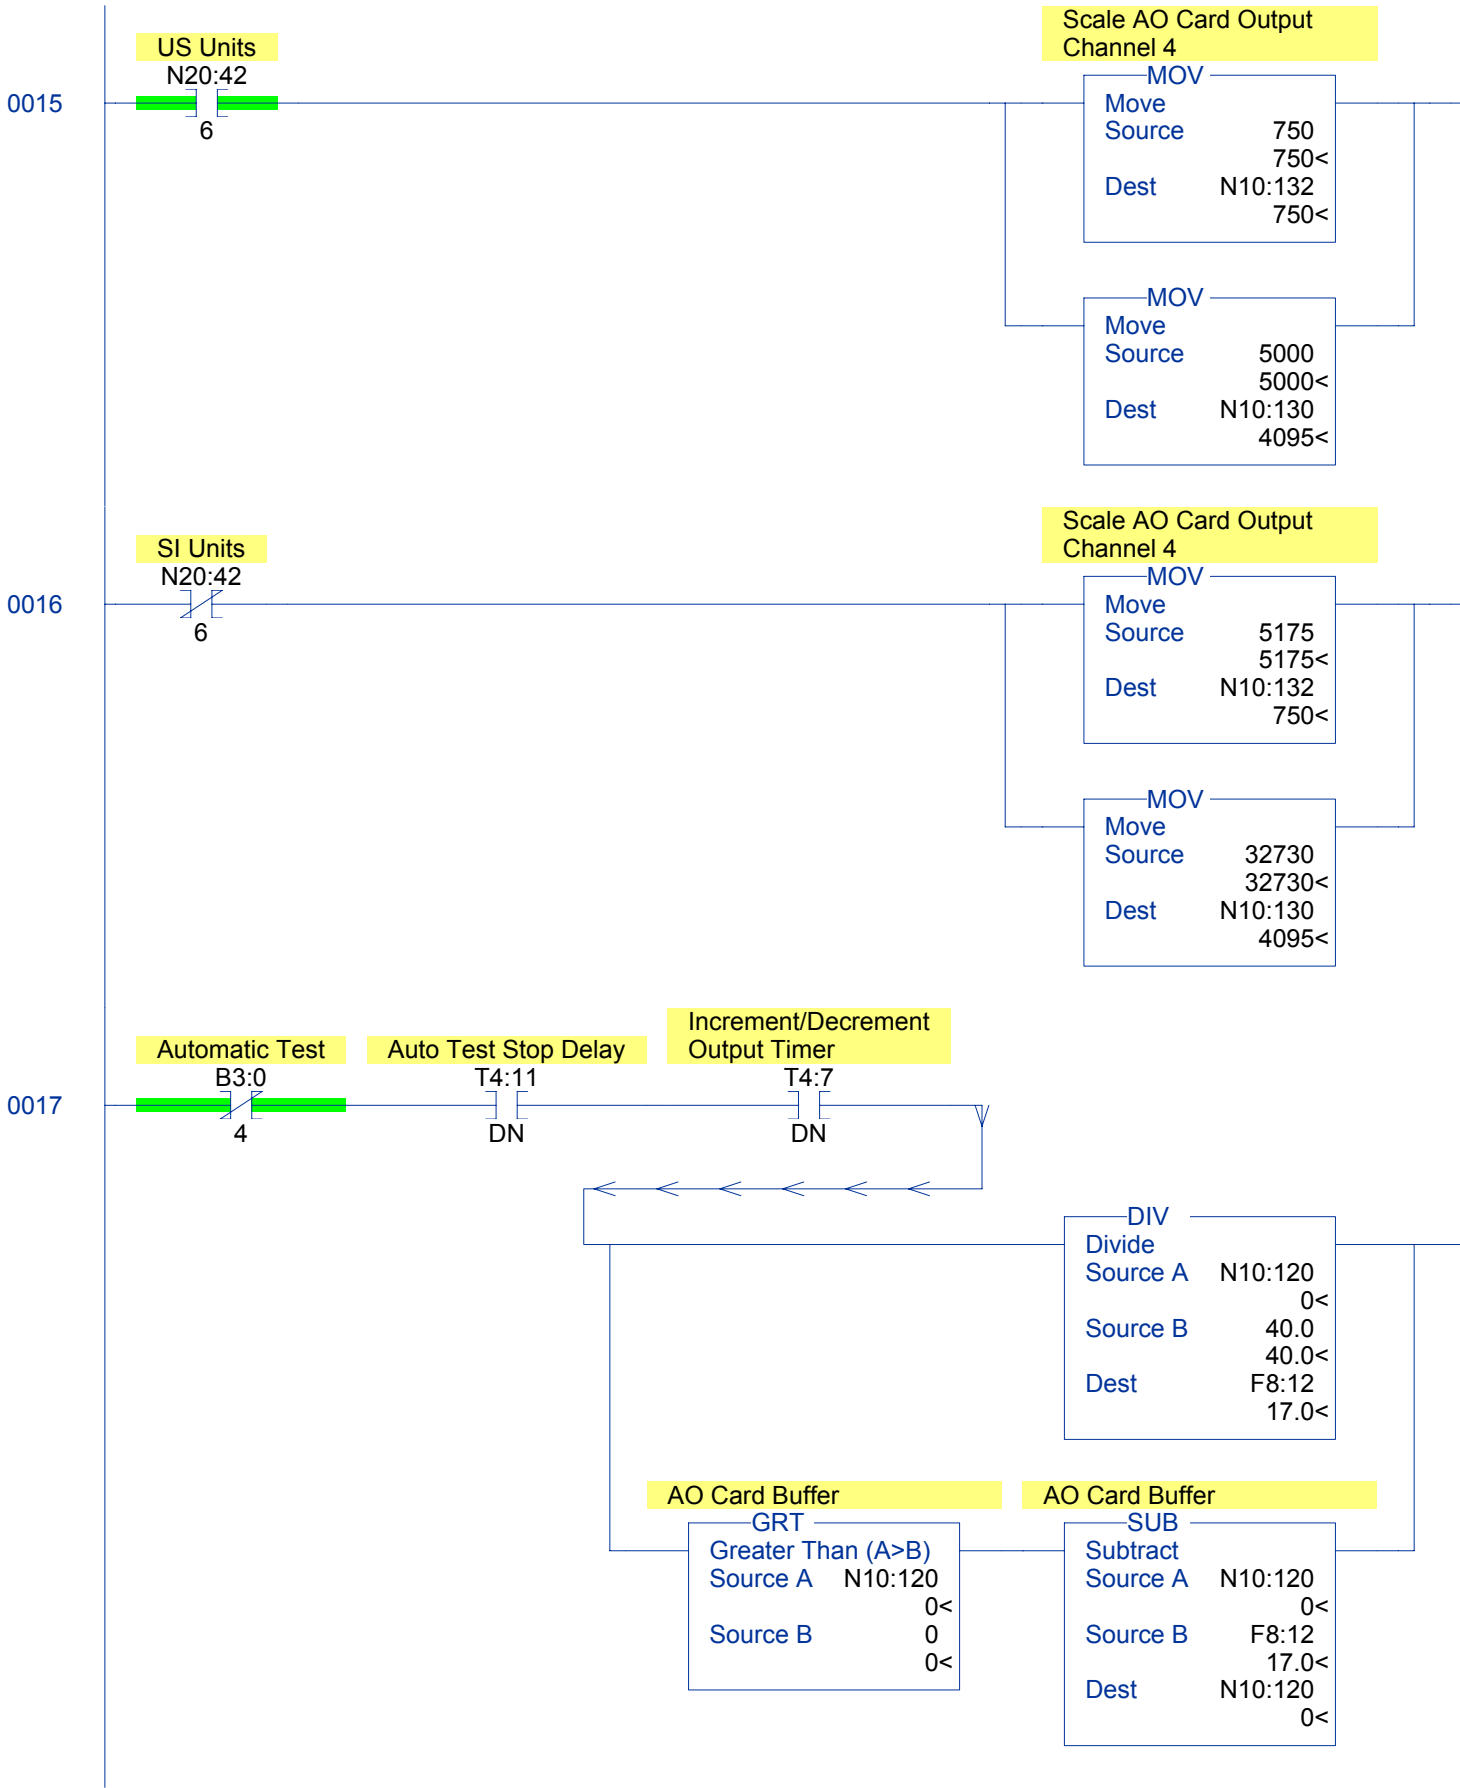 Scale AO Card Output
Channel 4
US Units
N20:42
6
0015
MOV
Move
Source 750
750<
Dest N10:132
750<
MOV
Move
Source 5000
5000<
Dest N10:130
4095<
Scale AO Card Output
Channel 4
SI Units
N20:42
6
0016
MOV
Move
Source 5175
5175<
Dest N10:132
750<
MOV
Move
Source 32730
32730<
Dest N10:130
4095<
Increment/Decrement
Automatic Test Auto Test Stop Delay Output Timer
B3:0 T4:11 T4:7
0017
4 DN DN
DIV
Divide
Source A N10:120
0<
Source B 40.0
40.0<
Dest F8:12
17.0<
AO Card Buffer AO Card Buffer
GRT
Greater Than (A>B)
Source A N10:120
0<
Source B 0
0<
SUB
Subtract
Source A N10:120
0<
Source B F8:12
17.0<
Dest N10:120
0<